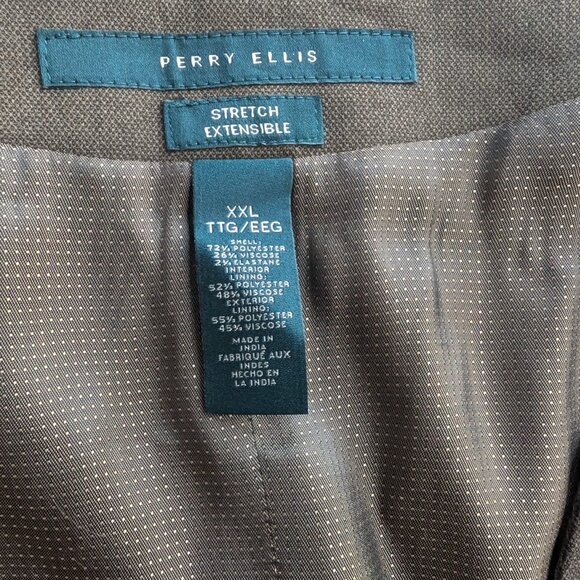 PERRY ELLIS
STRETCH
EXTENSIBLE
XXL
TTG/EEG
SHELL:
72% POLYESTER
26% VISCOSE
2% ELASTANE
INTERIOR
LINING:
52% POLYESTER
48% VISCOSE
EXTERIOR
LINING:
55% POLYESTER
45% VISCOSE
MADE IN
INDIA
FABRIQUÉ AUX
INDES
HECHO EN
LA INDIA